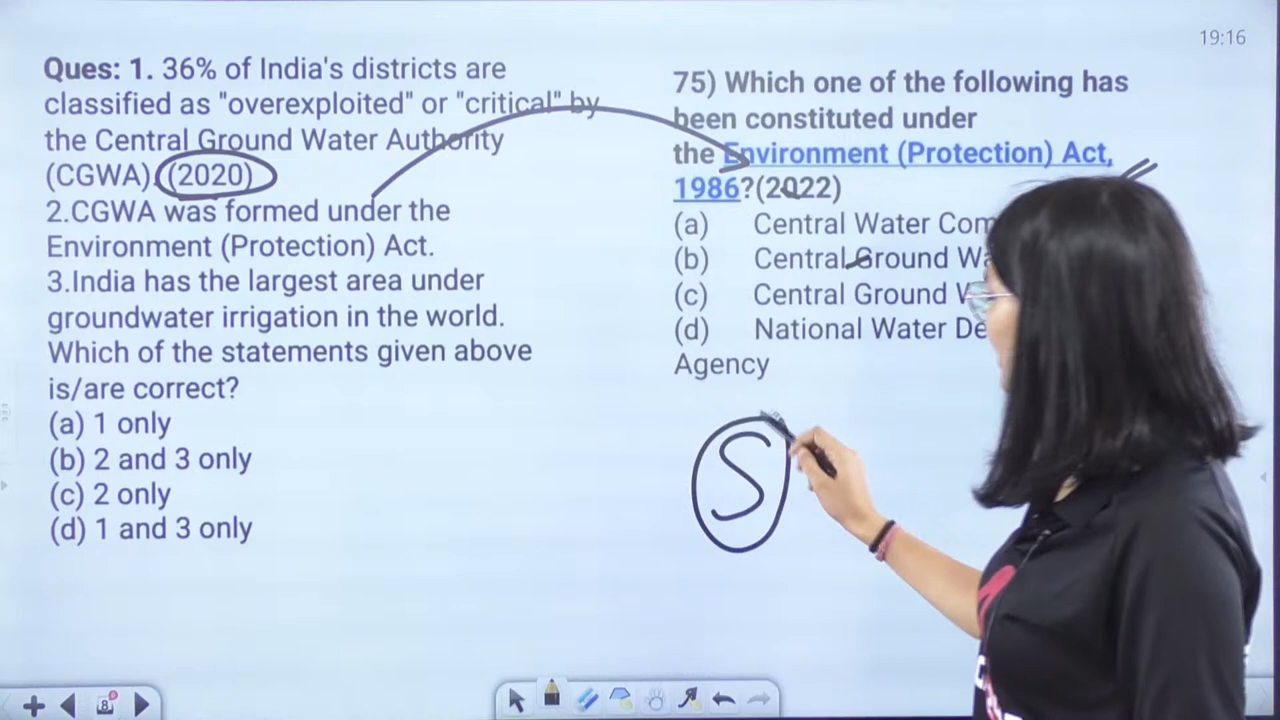 19:16
Ques: 1. 36% of India's districts are
classified as "overexploited" or "critical" by
the Central Ground Water Authority
(CGWA).(2020)
2.CGWA was formed under the
Environment (Protection) Act.
3.India has the largest area under
groundwater irrigation in the world.
Which of the statements given above
is/are correct?
(a) 1 only
(b) 2 and 3 only
(c) 2 only
(d) 1 and 3 only
75) Which one of the following has
been constituted under
the Environment (Protection) Act,
1986?(2022)
(a) Central Water
(b) Central Ground
(c) Central Ground
(d) National Water
Agency
S
8